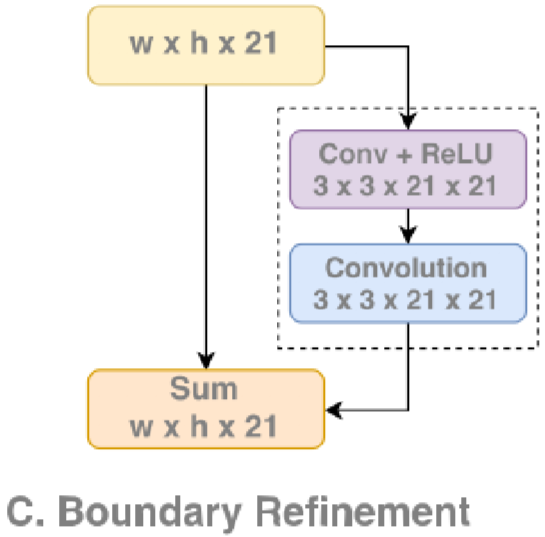 w x h x 21
Conv + ReLU
3 x 3 x 21 x 21
Convolution
3 x 3 x 21 x 21
Sum
w x h x 21
C. Boundary Refinement